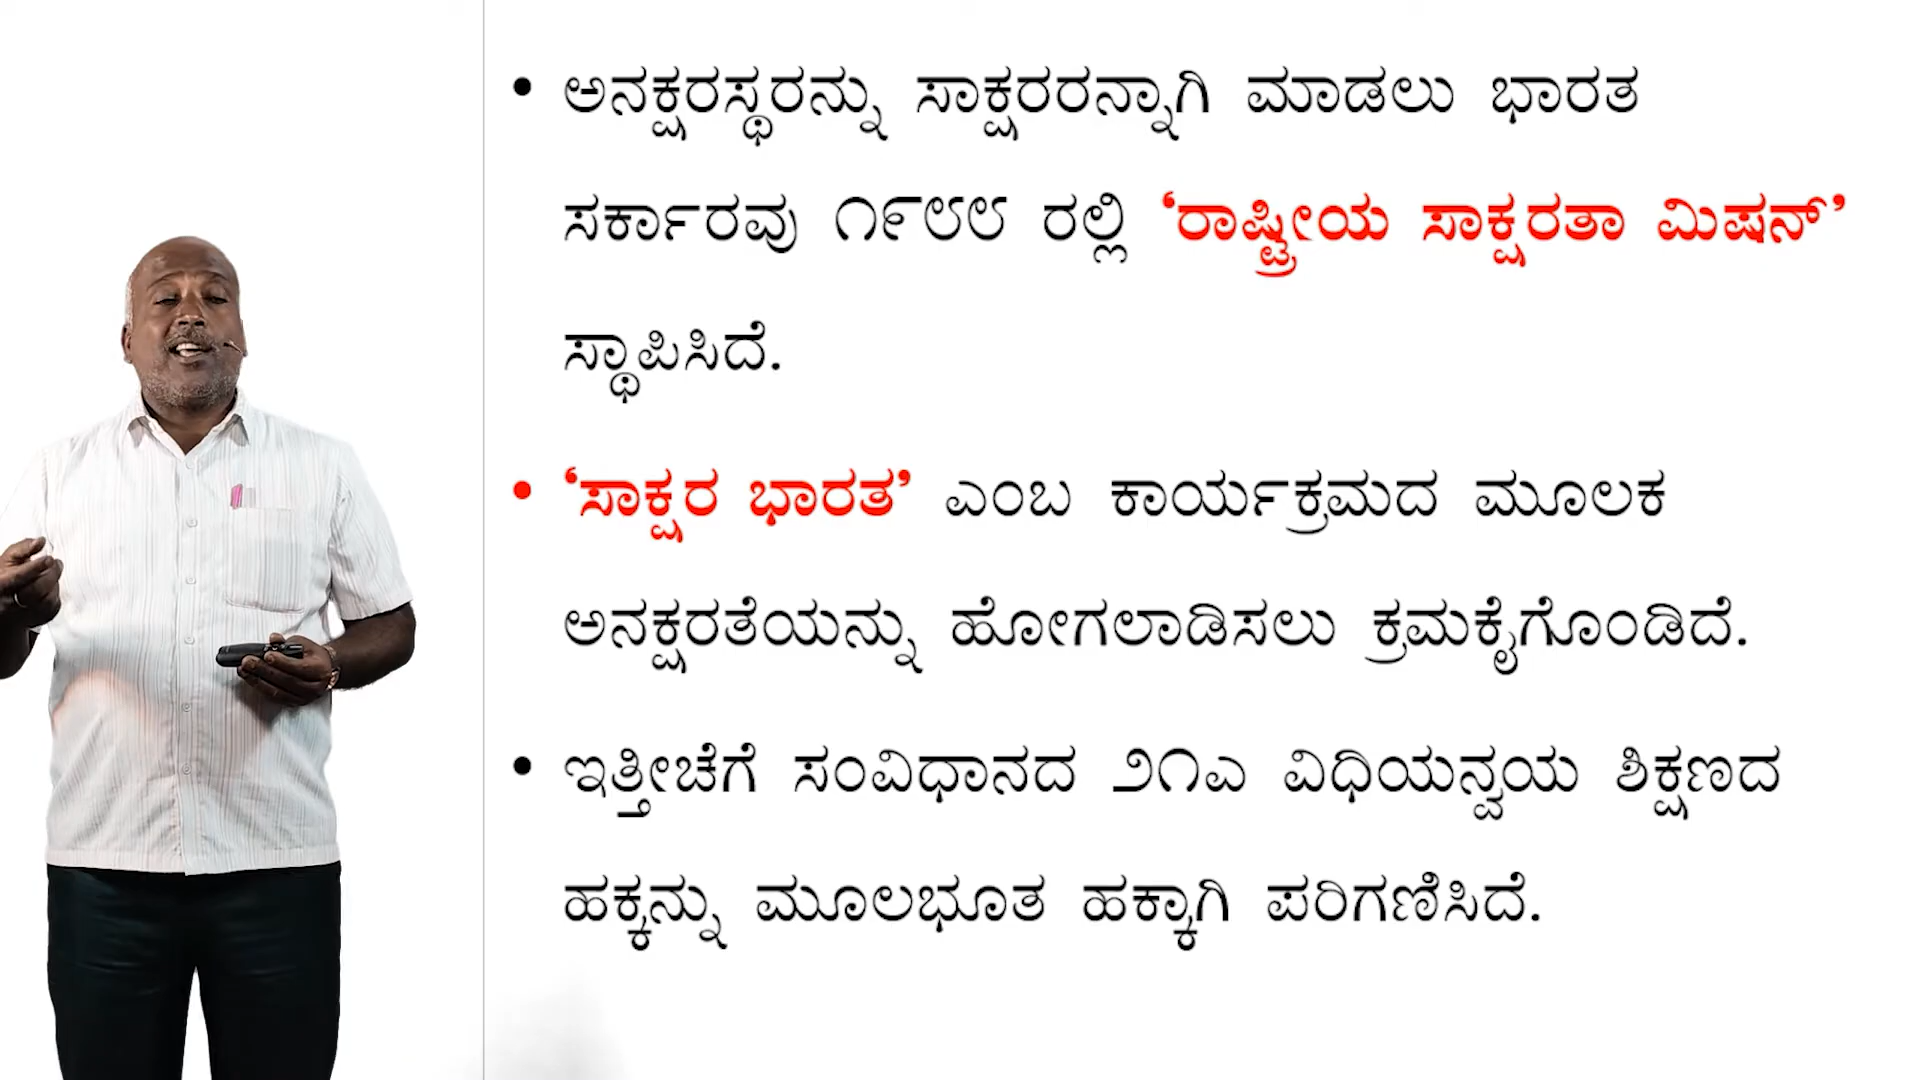 • ಅನಕ್ಷರಸ್ಥರನ್ನು ಸಾಕ್ಷರರನ್ನಾಗಿ ಮಾಡಲು ಭಾರತ
ಸರ್ಕಾರವು ೧೯೮೮ ರಲ್ಲಿ ‘ರಾಷ್ಟ್ರೀಯ ಸಾಕ್ಷರತಾ ಮಿಷನ್’
ಸ್ಥಾಪಿಸಿದೆ.
• ‘ಸಾಕ್ಷರ ಭಾರತ’ ಎಂಬ ಕಾರ್ಯಕ್ರಮದ ಮೂಲಕ
ಅನಕ್ಷರತೆಯನ್ನು ಹೋಗಲಾಡಿಸಲು ಕ್ರಮಕೈಗೊಂಡಿದೆ.
• ಇತ್ತೀಚೆಗೆ ಸಂವಿಧಾನದ ೨೧ಎ ವಿಧಿಯನ್ವಯ ಶಿಕ್ಷಣದ
ಹಕ್ಕನ್ನು ಮೂಲಭೂತ ಹಕ್ಕಾಗಿ ಪರಿಗಣಿಸಿದೆ.